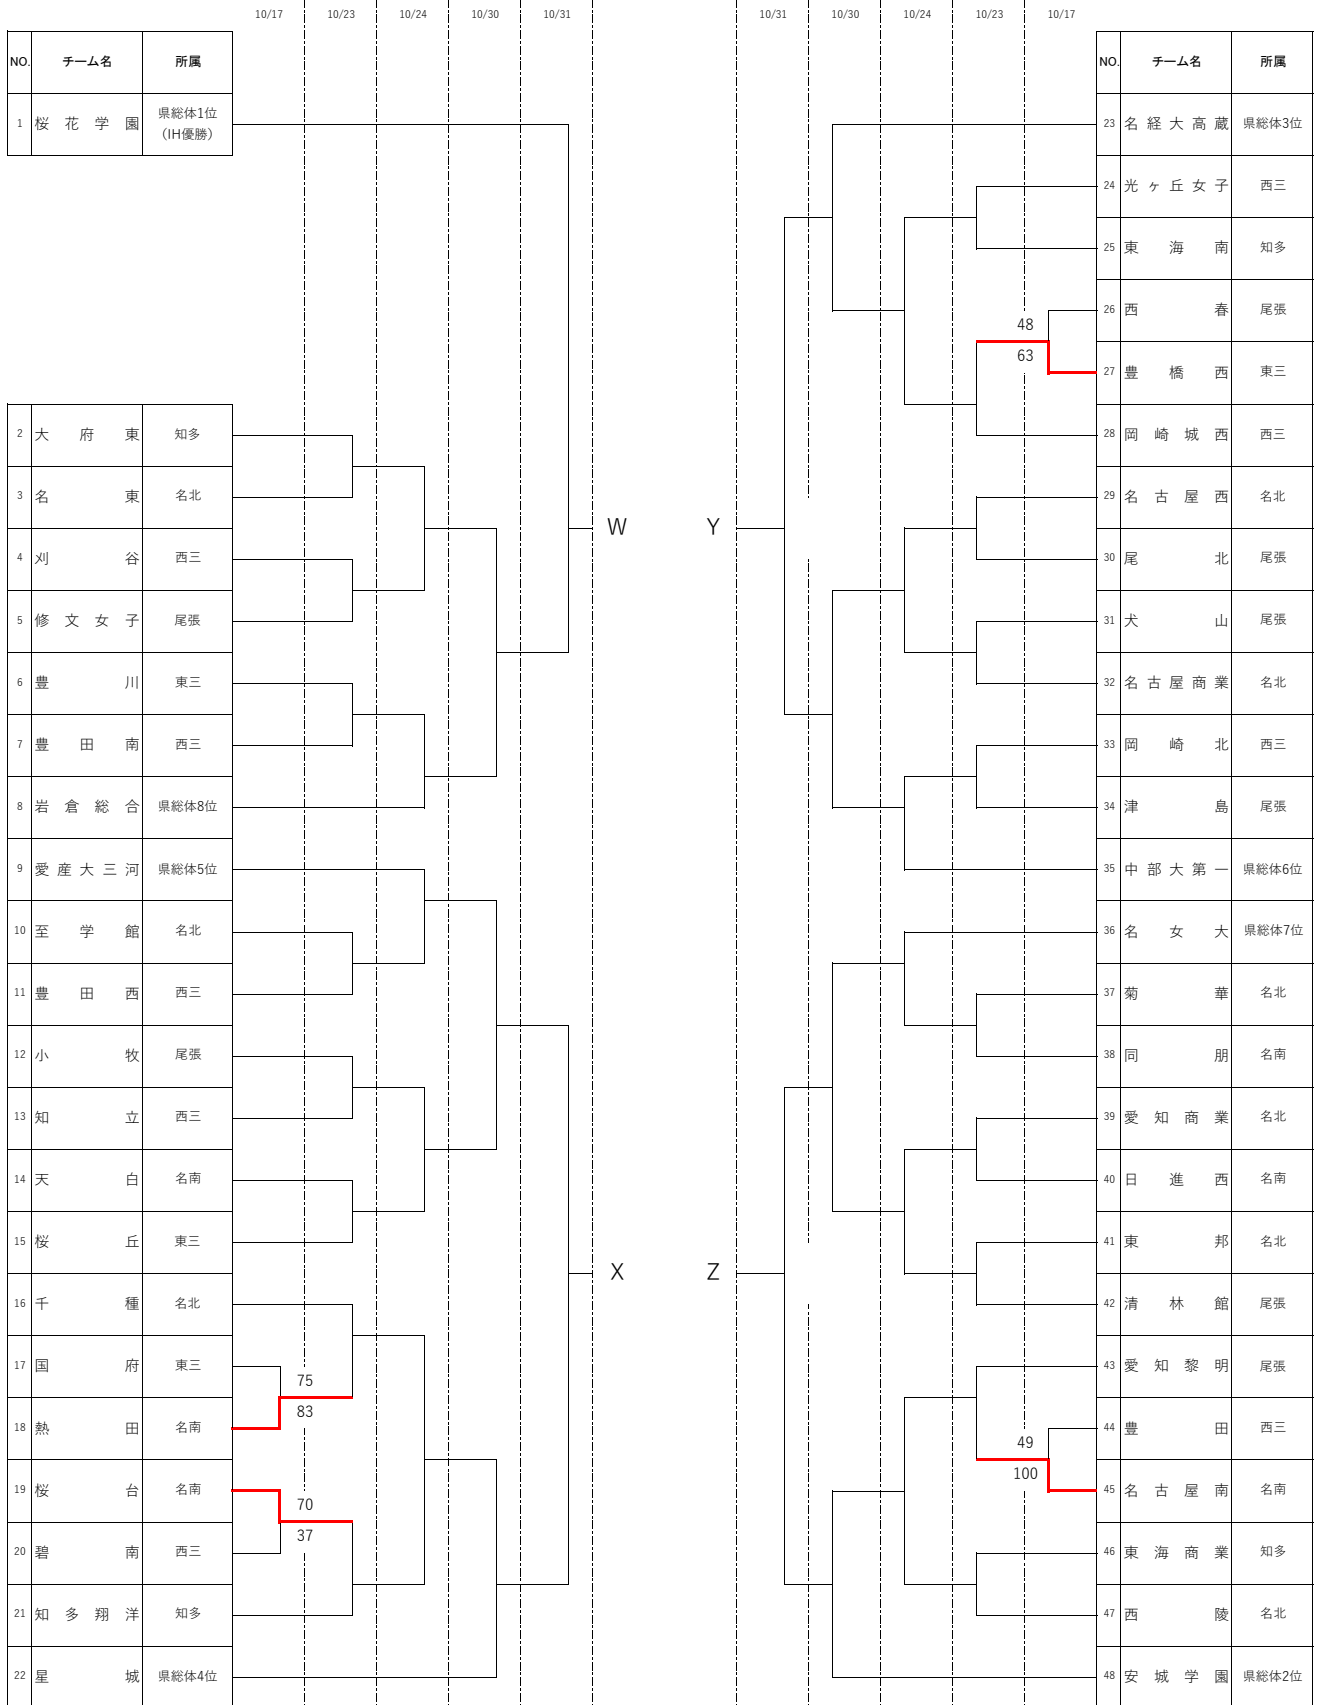 10/17 10/23 10/24 10/30 10/31
10/31 10/30 10/24 10/23 10/17
NO. チーム名 所属
1 桜花学園 県総体1位
（IH優勝）
2 大府東 知多
3 名東 名北
4 刈谷 西三
5 修文女子 尾張
6 豊川 東三
7 豊田南 西三
8 岩倉総合 県総体8位
9 愛産大三河 県総体5位
10 至学館 名北
11 豊田西 西三
12 小牧 尾張
13 知立 西三
14 天白 名南
15 桜丘 東三
16 千種 名北
17 国府 東三
75
83
18 熱田 名南
19 桜台 名南
70
37
20 碧南 西三
21 知多翔洋 知多
22 星城 県総体4位
W
X
Y
Z
NO. チーム名 所属
23 名経大高蔵 県総体3位
24 光ヶ丘女子 西三
25 東海南 知多
26 西春 尾張
48
63
27 豊橋西 東三
28 岡崎城西 西三
29 名古屋西 名北
30 尾北 尾張
31 犬山 尾張
32 名古屋商業 名北
33 岡崎北 西三
34 津島 尾張
35 中部大第一 県総体6位
36 名女大 県総体7位
37 菊華 名北
38 同朋 名南
39 愛知商業 名北
40 日進西 名南
41 東邦 名北
42 清林館 尾張
43 愛知黎明 尾張
44 豊田 西三
49
100
45 名古屋南 名南
46 東海商業 知多
47 西陵 名北
48 安城学園 県総体2位